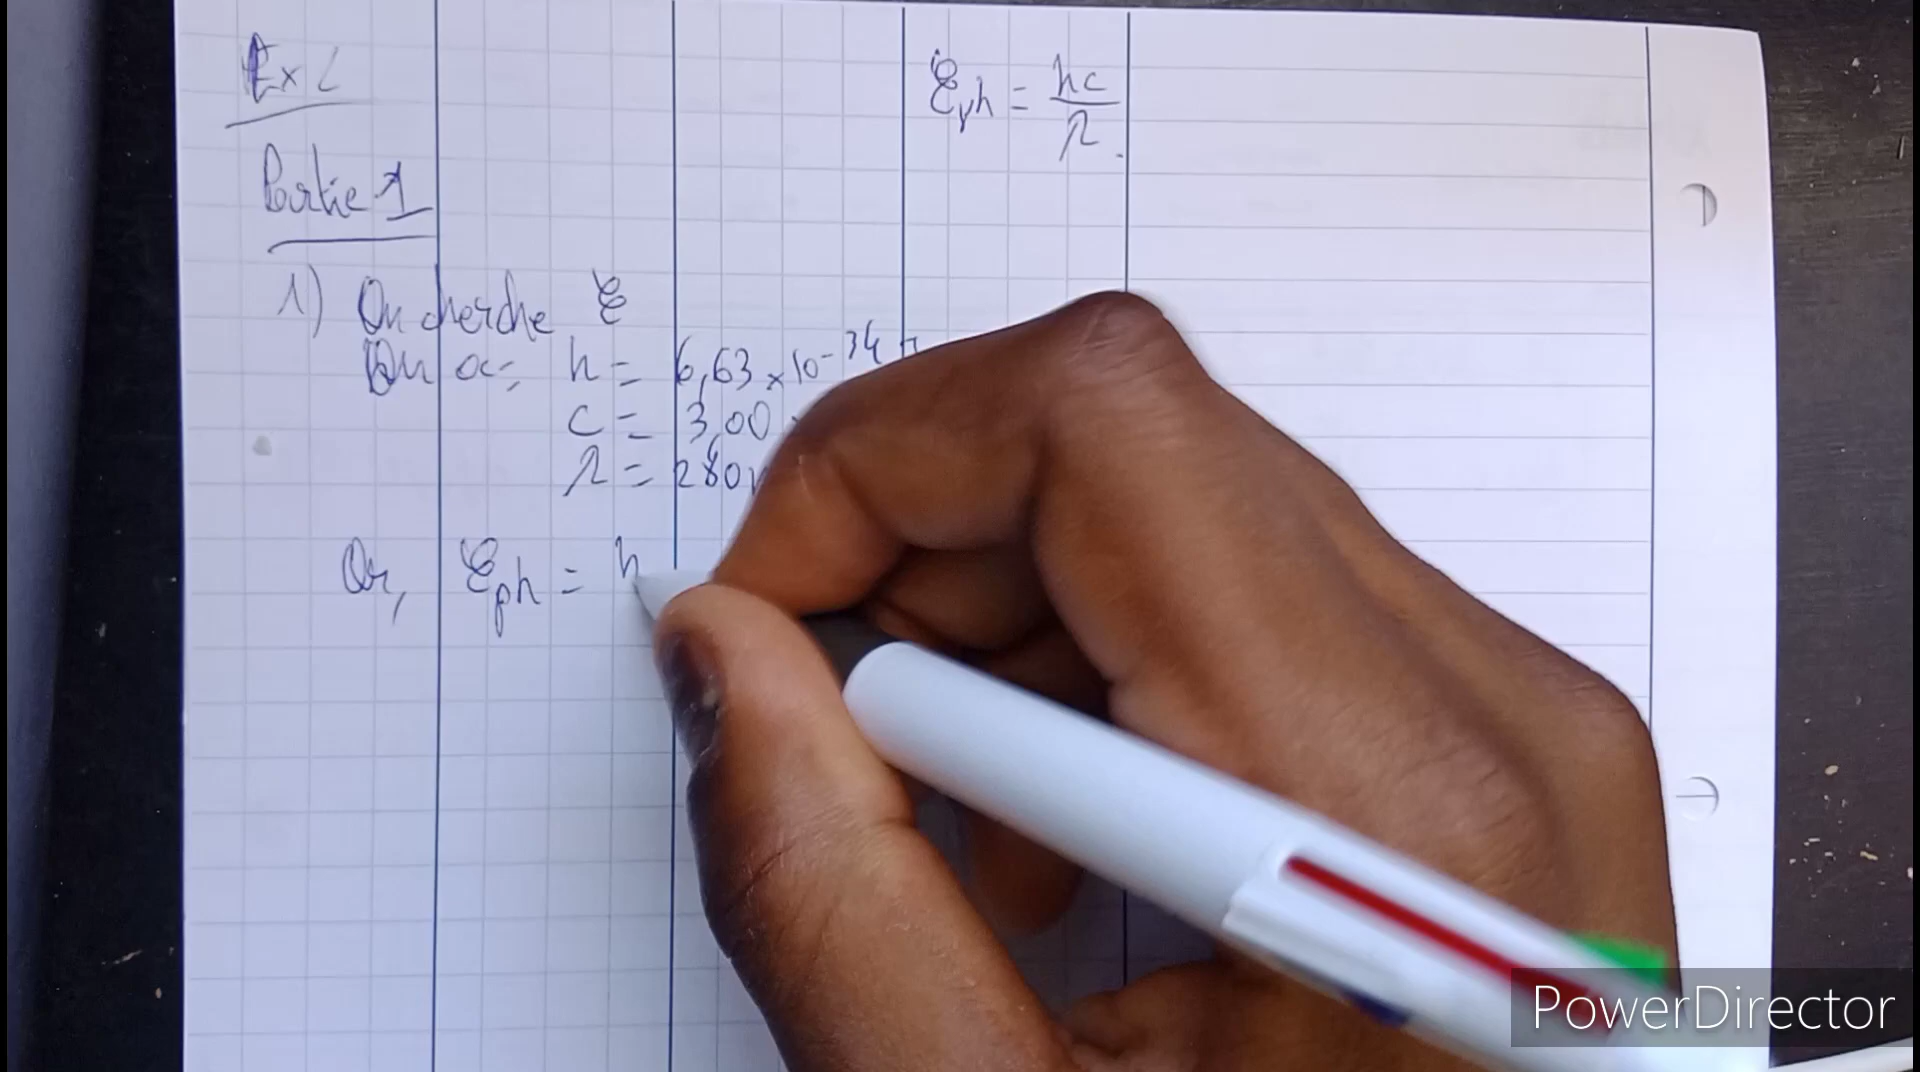 Ex 2
Partie 1
ℰph = hc/λ.
1) On cherche ℰ
On a: h = 6,63 × 10-34 J
c = 3,00
λ = 280n
Or, ℰph = h
PowerDirector